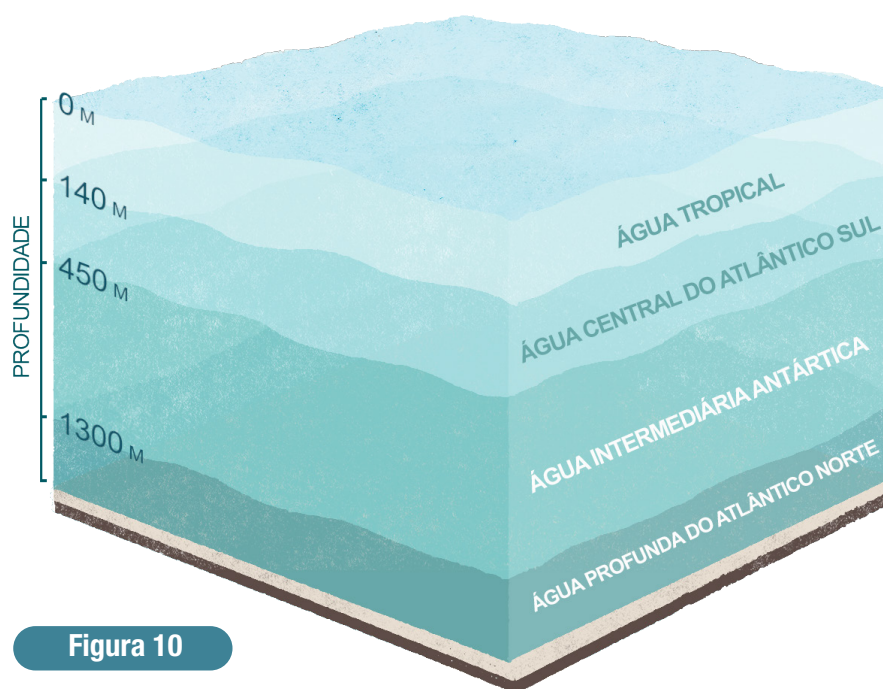 PROFUNDIDADE
0 M
140 M
450 M
1300 M
ÁGUA TROPICAL
ÁGUA CENTRAL DO ATLÂNTICO SUL
ÁGUA INTERMEDIÁRIA ANTÁRTICA
ÁGUA PROFUNDA DO ATLÂNTICO NORTE
Figura 10